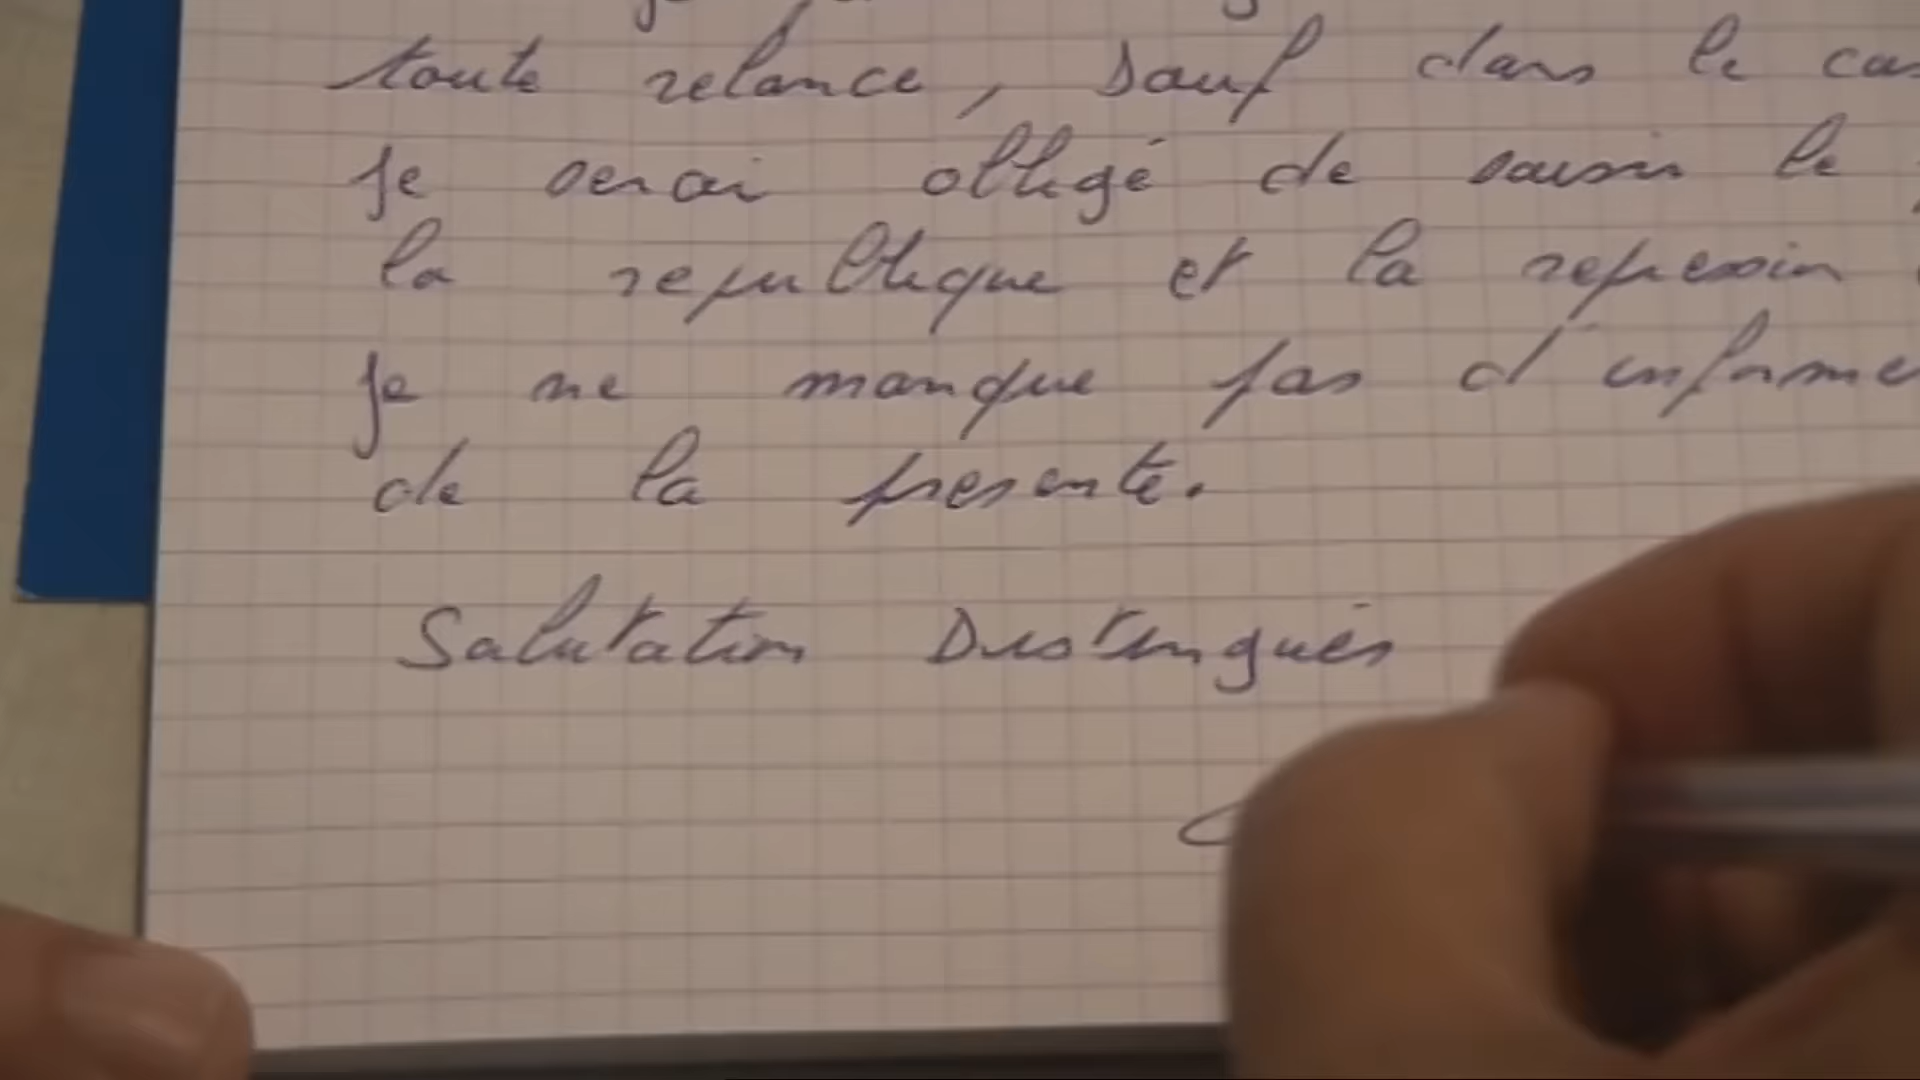 toute relance, sauf dans le cas
je serai obligé de saisir le
la republique et la repression
je ne manque pas d'informe
de la presente.
Salutation Distingués